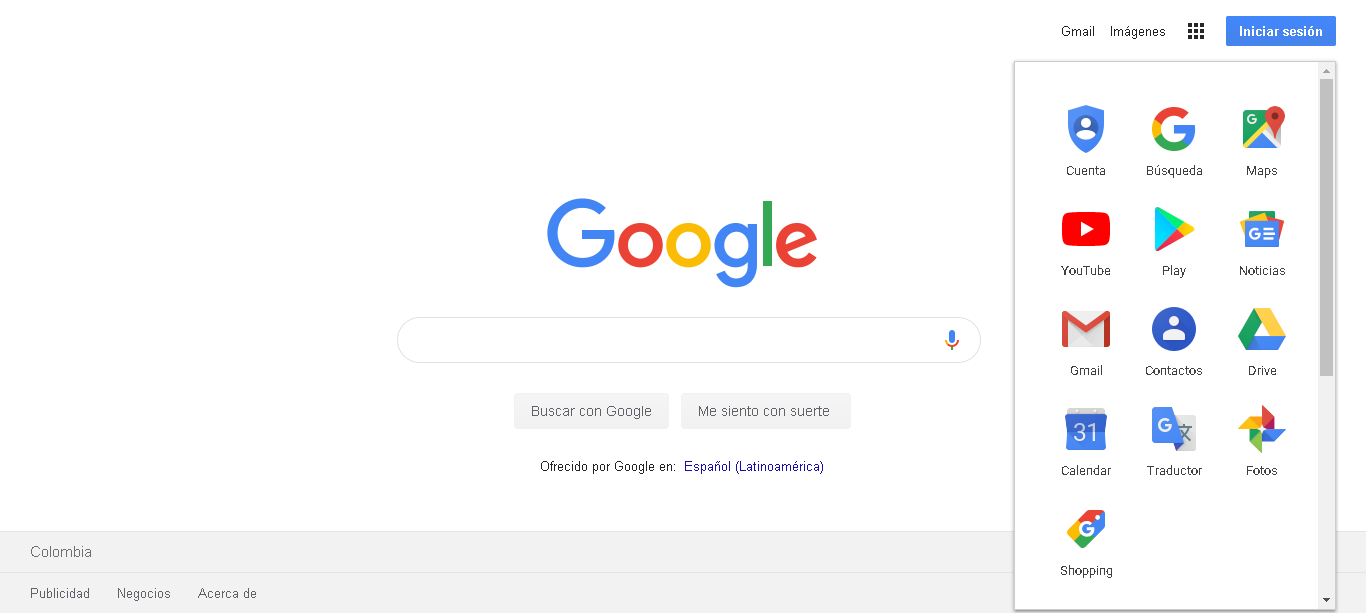 Gmail Imágenes Iniciar sesión
Cuenta Búsqueda Maps
YouTube Play Noticias
Gmail Contactos Drive
31
Calendar Traductor Fotos
Shopping
Google
Buscar con Google Me siento con suerte
Ofrecido por Google en: Español (Latinoamérica)
Colombia
Publicidad Negocios Acerca de